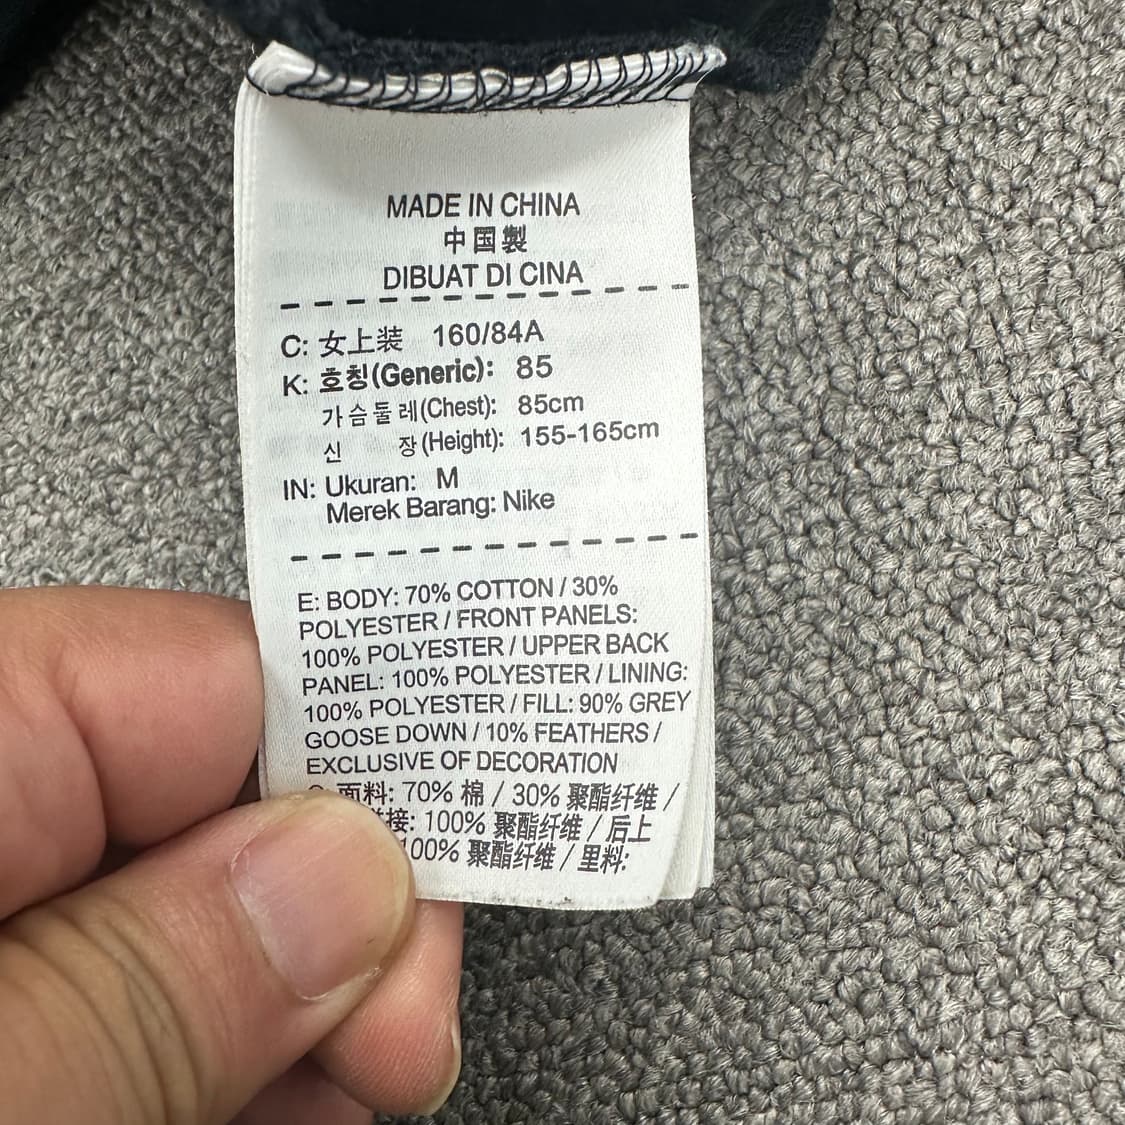 MADE IN CHINA
中国製
DIBUAT DI CINA
C: 女上装 160/84A
K: 호칭(Generic): 85
가슴둘레(Chest): 85cm
신 장(Height): 155-165cm
IN: Ukuran: M
Merek Barang: Nike
E: BODY: 70% COTTON / 30%
POLYESTER / FRONT PANELS:
100% POLYESTER / UPPER BACK
PANEL: 100% POLYESTER / LINING:
100% POLYESTER / FILL: 90% GREY
GOOSE DOWN / 10% FEATHERS /
EXCLUSIVE OF DECORATION
面料: 70% 棉 / 30% 聚酯纤维 /
接: 100% 聚酯纤维 / 后上
100% 聚酯纤维 / 里料: